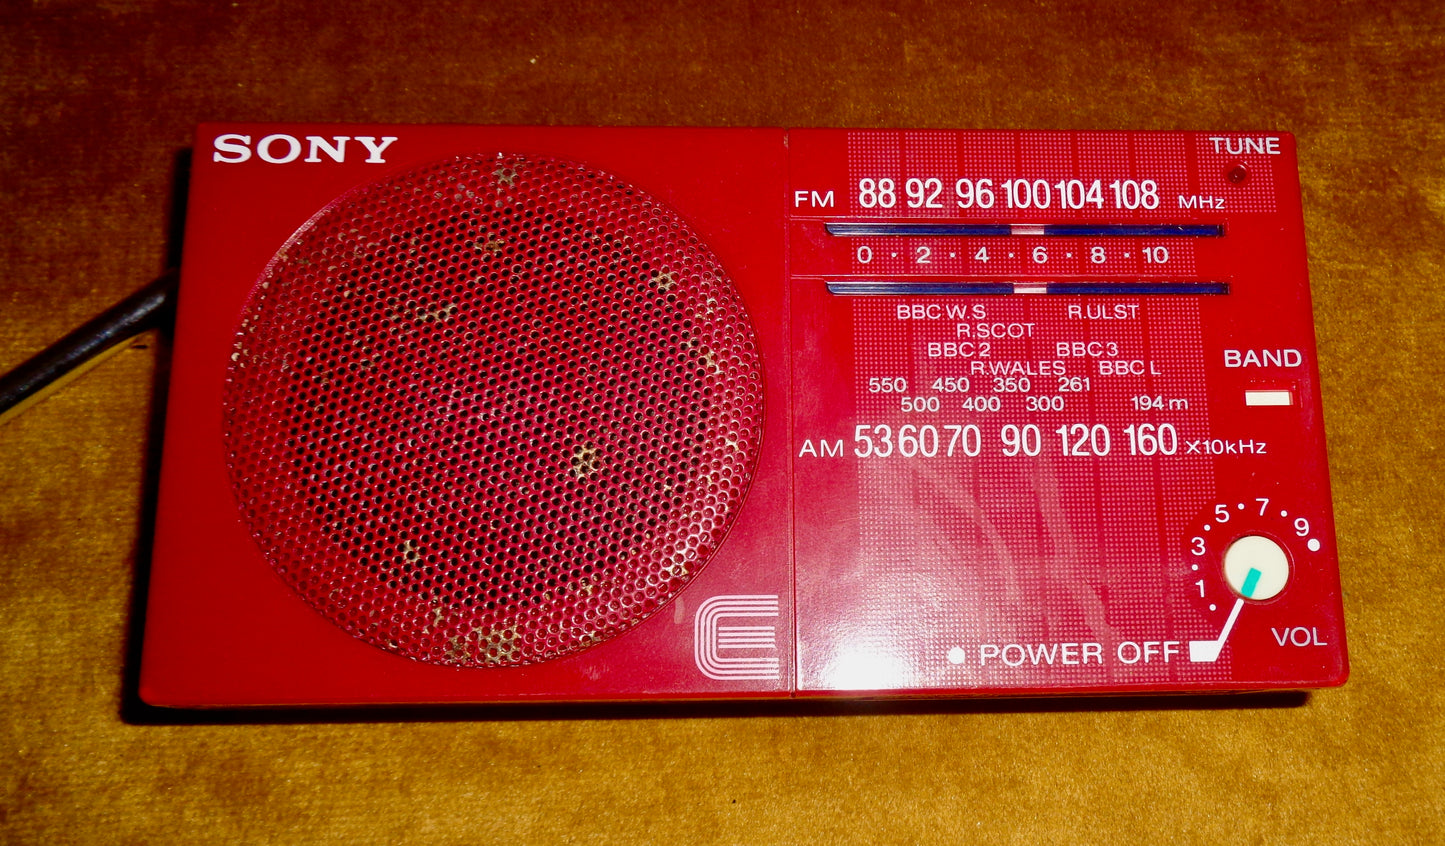 SONY
TUNE
FM 88 92 96 100 104 108 MHz
0 · 2 · 4 · 6 · 8 · 10
BBC W.S R.ULST
R.SCOT
BBC 2 BBC 3
R.WALES BBC L
550 450 350 261
500 400 300 194 m
AM 53 60 70 90 120 160 X10kHz
BAND
1 · 3 · 5 · 7 · 9
E
POWER OFF
VOL